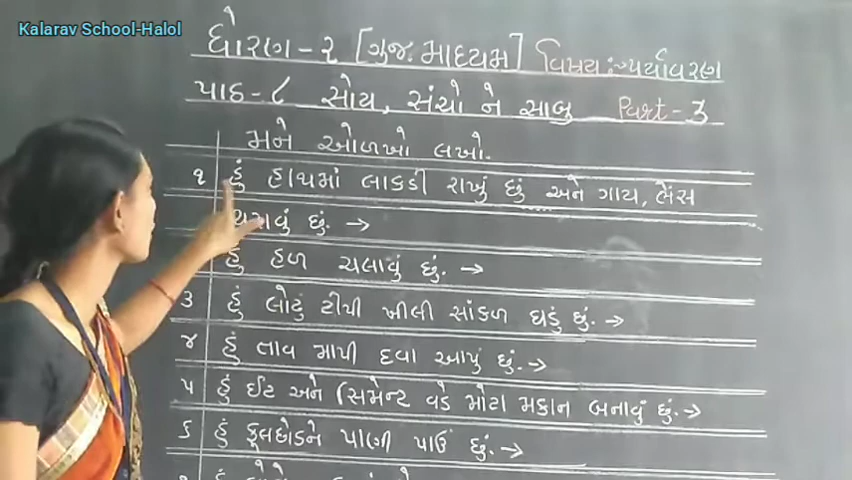 Kalarav School-Halol
ધોરણ-૨ [ગુજ. માધ્યમ] વિષય :- પર્યાવરણ
પાઠ-૮ સોય, સંચો ને સાબુ Part-3
મને ઓળખો લખો.
૧ હું હાથમાં લાકડી રાખું છું અને ગાય, ભેંસ
ચરાવું છું. →
હું હળ ચલાવું છું. →
૩ હું લોઢું ટીપી ખીલી સાંકળ ઘડું છું. →
૪ હું તાવ માપી દવા આપું છું. →
૫ હું ઈંટ અને સિમેન્ટ વડે મોટા મકાન બનાવું છું. →
૬ હું ફૂલછોડને પાણી પાઉં છું. →